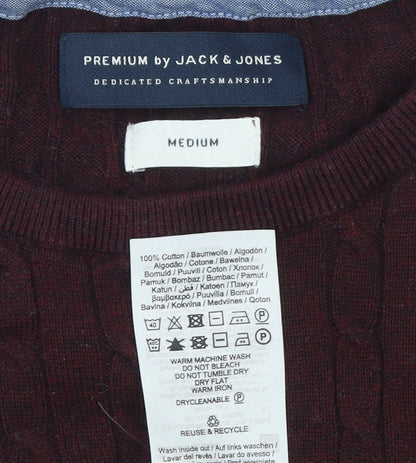 PREMIUM by JACK & JONES
DEDICATED CRAFTSMANSHIP
MEDIUM
100% Cotton / Baumwolle / Algodón /
Algodão / Cotone / Bawełna /
Bomuld / Puuvilla / Coton / Хлопок /
Pamuk / Bombaz / Bumbac / Pamut /
Katun / قطن / Katoen / Памук /
βαμβακερό / Puuvilla / Bomull /
Bavlna / Kokvilna / Medvilnės / Qoton
40 P
P
WARM MACHINE WASH
DO NOT BLEACH
DO NOT TUMBLE DRY
DRY FLAT
WARM IRON
DRYCLEANABLE P
REUSE & RECYCLE
Wash inside out / Auf links waschen /
Lavar del revés / Lavar do avesso /